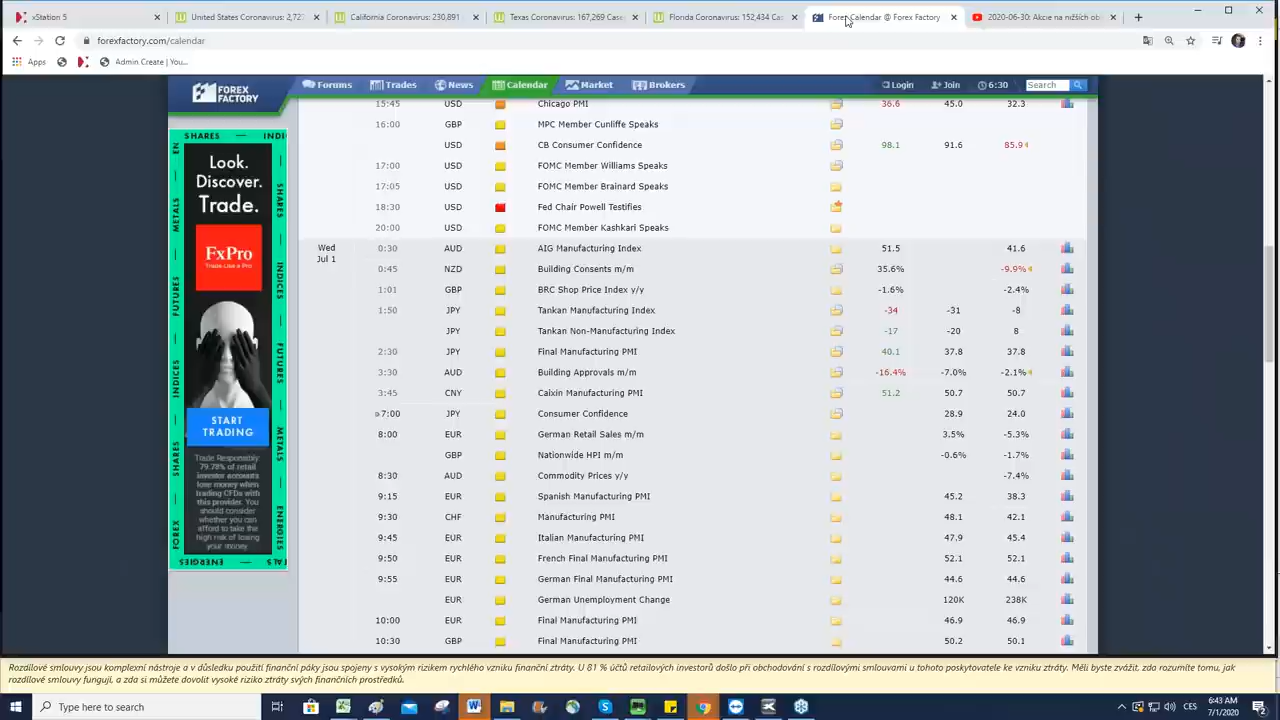 xStation 5
United States Coronavirus: 2,72
California Coronavirus: 230,891
Texas Coronavirus: 167,269 Case
Florida Coronavirus: 152,434 Ca
Forex Calendar @ Forex Factory
2020-06-30: Akcie na nižších ob
forexfactory.com/calendar
Apps
Admin Create | You...
FOREX FACTORY
Forums
Trades
News
Calendar
Market
Brokers
Login
Join
6:30
Search
15:45 USD Chicago PMI 36.6 45.0 32.3
16:00 GBP MPC Member Cunliffe Speaks
USD CB Consumer Confidence 98.1 91.6 85.9
17:00 USD FOMC Member Williams Speaks
17:05 USD FOMC Member Brainard Speaks
18:30 USD Fed Chair Powell Testifies
20:00 USD FOMC Member Kashkari Speaks
Wed Jul 1 0:30 AUD AIG Manufacturing Index 51.5 41.6
0:45 NZD Building Consents m/m 35.6% -9.9%
1:01 GBP BRC Shop Price Index y/y -1.6% -2.4%
1:50 JPY Tankan Manufacturing Index -34 -31 -8
JPY Tankan Non-Manufacturing Index -17 -20 8
2:30 JPY Final Manufacturing PMI 40.1 37.8 37.8
3:30 AUD Building Approvals m/m -16.4% -7.0% -2.1%
3:45 CNY Caixin Manufacturing PMI 51.2 50.7 50.7
7:00 JPY Consumer Confidence 28.9 24.0
8:00 EUR German Retail Sales m/m 3.5% -5.3%
GBP Nationwide HPI m/m -0.6% -1.7%
8:30 AUD Commodity Prices y/y -7.4%
9:15 EUR Spanish Manufacturing PMI 45.2 38.3
9:30 CHF Manufacturing PMI 48.1 42.1
9:45 EUR Italian Manufacturing PMI 47.9 45.4
9:50 EUR French Final Manufacturing PMI 52.1 52.1
9:55 EUR German Final Manufacturing PMI 44.6 44.6
EUR German Unemployment Change 120K 238K
10:00 EUR Final Manufacturing PMI 46.9 46.9
10:30 GBP Final Manufacturing PMI 50.2 50.1
SHARES — INDI
Look.
Discover.
Trade.
FxPro
Trade Like a Pro
START
TRADING
Trade Responsibly
79.78% of retail
investor accounts
lose money when
trading CFDs with
this provider. You
should consider
whether you can
afford to take the
high risk of losing
your money.
EN
METALS
INDICES
FUTURES
SHARES
FOREX
SHARES
INDICES
FUTURES
METALS
ENERGIES
ENERGIES
Rozdílové smlouvy jsou komplexní nástroje a v důsledku použití finanční páky jsou spojeny s vysokým rizikem rychlého vzniku finanční ztráty. U 81 % účtů retailových investorů došlo při obchodování s rozdílovými smlouvami u tohoto poskytovatele ke vzniku ztráty. Měli byste zvážit, zda rozumíte tomu, jak
rozdílové smlouvy fungují, a zda si můžete dovolit vysoké riziko ztráty svých finančních prostředků.
Type here to search
CES
6:43 AM
7/1/2020
2